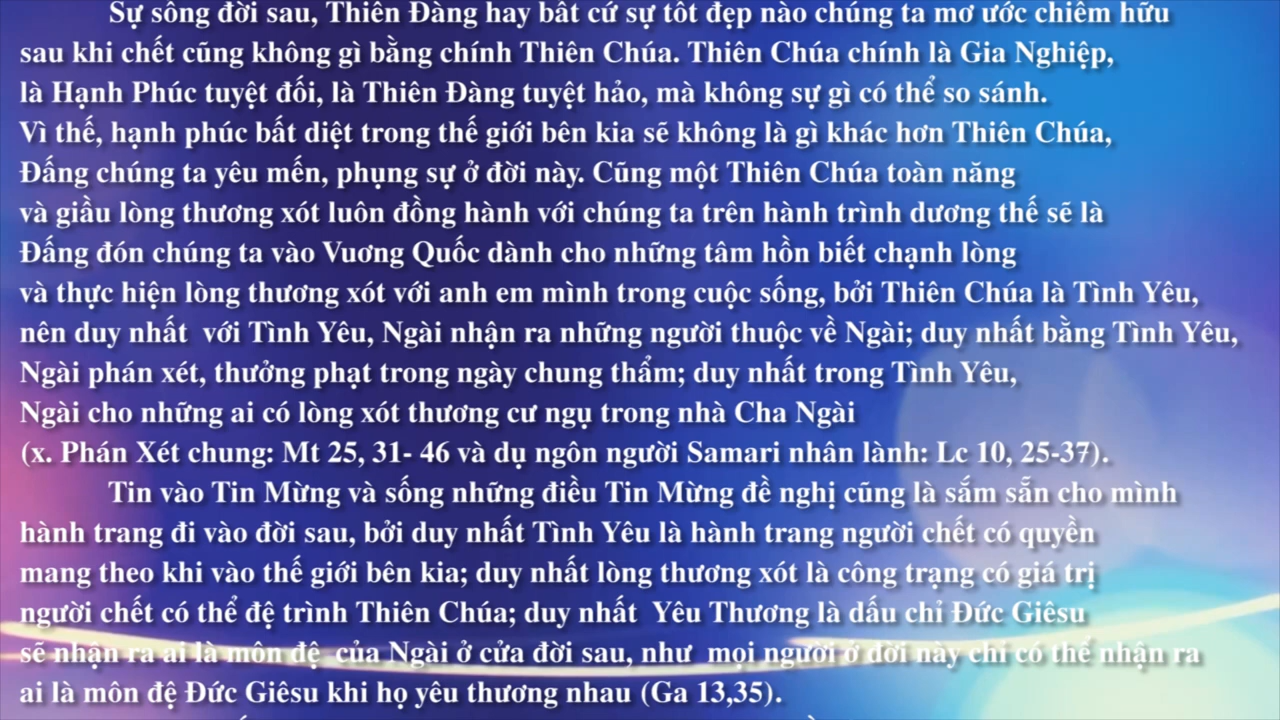 Sự sống đời sau, Thiên Đàng hay bất cứ sự tốt đẹp nào chúng ta mơ ước chiếm hữu
sau khi chết cũng không gì bằng chính Thiên Chúa. Thiên Chúa chính là Gia Nghiệp,
là Hạnh Phúc tuyệt đối, là Thiên Đàng tuyệt hảo, mà không sự gì có thể so sánh.
Vì thế, hạnh phúc bất diệt trong thế giới bên kia sẽ không là gì khác hơn Thiên Chúa,
Đấng chúng ta yêu mến, phụng sự ở đời này. Cũng một Thiên Chúa toàn năng
và giầu lòng thương xót luôn đồng hành với chúng ta trên hành trình dương thế sẽ là
Đấng đón chúng ta vào Vương Quốc dành cho những tâm hồn biết chạnh lòng
và thực hiện lòng thương xót với anh em mình trong cuộc sống, bởi Thiên Chúa là Tình Yêu,
nên duy nhất với Tình Yêu, Ngài nhận ra những người thuộc về Ngài; duy nhất bằng Tình Yêu,
Ngài phán xét, thưởng phạt trong ngày chung thẩm; duy nhất trong Tình Yêu,
Ngài cho những ai có lòng xót thương cư ngụ trong nhà Cha Ngài
(x. Phán Xét chung: Mt 25, 31- 46 và dụ ngôn người Samari nhân lành: Lc 10, 25-37).
Tin vào Tin Mừng và sống những điều Tin Mừng đề nghị cũng là sắm sẵn cho mình
hành trang đi vào đời sau, bởi duy nhất Tình Yêu là hành trang người chết có quyền
mang theo khi vào thế giới bên kia; duy nhất lòng thương xót là công trạng có giá trị
người chết có thể đệ trình Thiên Chúa; duy nhất Yêu Thương là dấu chỉ Đức Giêsu
sẽ nhận ra ai là môn đệ của Ngài ở cửa đời sau, như mọi người ở đời này chỉ có thể nhận ra
ai là môn đệ Đức Giêsu khi họ yêu thương nhau (Ga 13,35).